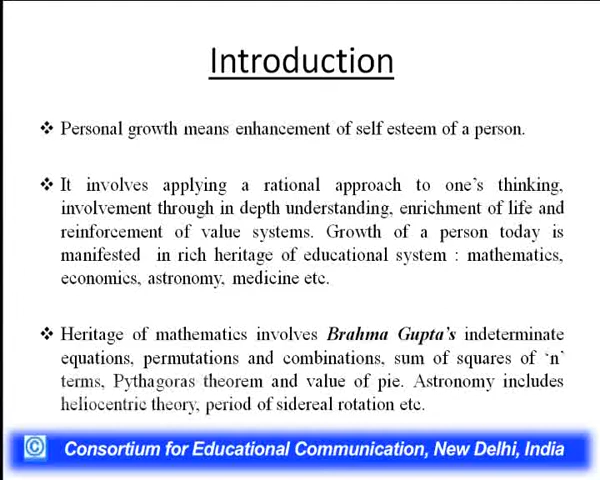 Introduction
❖ Personal growth means enhancement of self esteem of a person.
❖ It involves applying a rational approach to one's thinking,
involvement through in depth understanding, enrichment of life and
reinforcement of value systems. Growth of a person today is
manifested in rich heritage of educational system : mathematics,
economics, astronomy, medicine etc.
❖ Heritage of mathematics involves Brahma Gupta's indeterminate
equations, permutations and combinations, sum of squares of 'n'
terms, Pythagoras theorem and value of pie. Astronomy includes
heliocentric theory, period of sidereal rotation etc.
© Consortium for Educational Communication, New Delhi, India